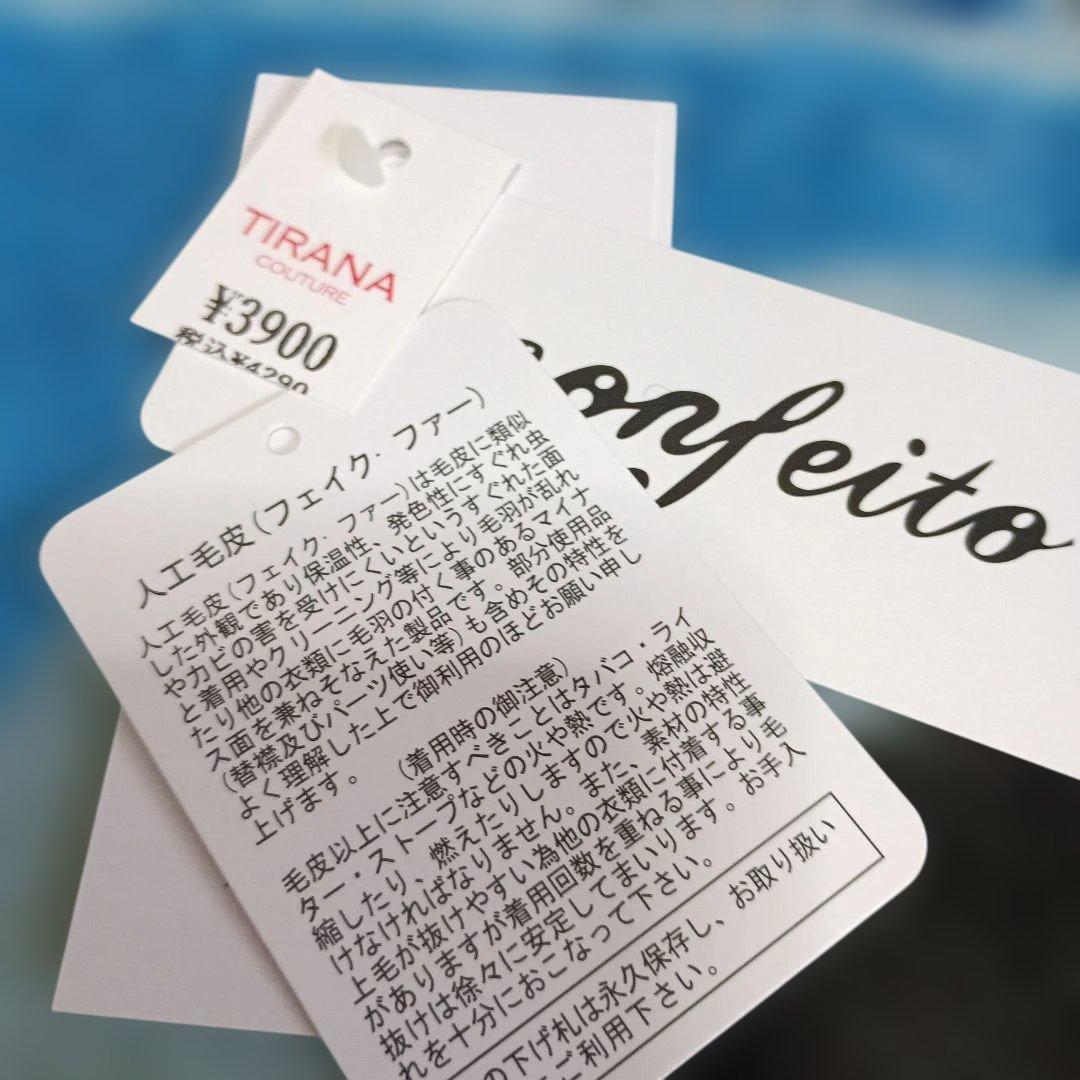 TIRANA
COUTURE
¥3900
税込¥4290
onfeito
人工毛皮(フェイク・ファー)
人工毛皮(フェイク・ファー)は毛皮に類似
した外観であり保温性、発色性にすぐれ虫
やカビの害を受けにくいというすぐれた面
と着用やクリーニング等により毛羽が乱れ
たり他の衣類に毛羽の付く事のあるマイナ
ス面を兼ねそなえた製品です。部分使用品
(替襟及びパーツ使い等)も含めその特性を
よく理解した上で御利用のほどお願い申し
上げます。
(着用時の御注意)
毛皮以上に注意すべきことはタバコ・ライ
ター・ストーブなどの火や熱です。熔融収
縮したり、燃えたりしますので火や熱は避
けなければなりません。また、素材の特性
上毛が抜けやすい為他の衣類に付着する事
がありますが着用回数を重ねる事により毛
抜けは徐々に安定してまいります。お手入
れを十分におこなって下さい。
の下げ札は永久保存し、お取り扱い
ご利用下さい。